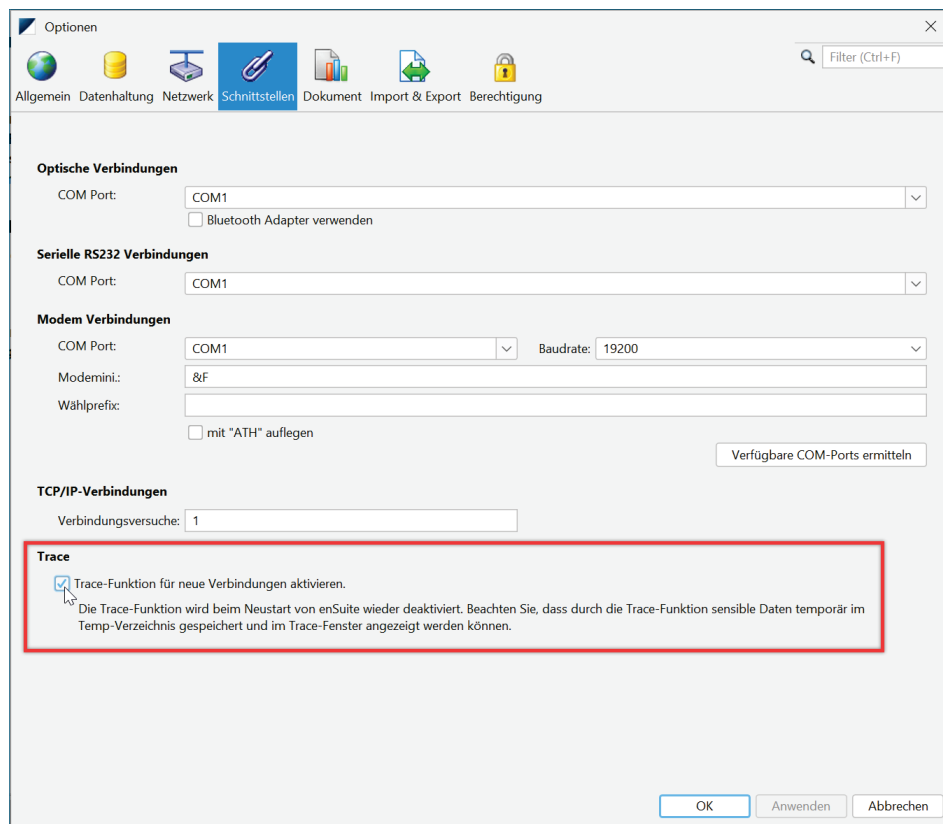 Optionen
Filter (Ctrl+F)
Allgemein Datenhaltung Netzwerk Schnittstellen Dokument Import & Export Berechtigung
Optische Verbindungen
COM Port: COM1
Bluetooth Adapter verwenden
Serielle RS232 Verbindungen
COM Port: COM1
Modem Verbindungen
COM Port: COM1 Baudrate: 19200
Modemini.: &F
Wählprefix:
mit "ATH" auflegen
Verfügbare COM-Ports ermitteln
TCP/IP-Verbindungen
Verbindungsversuche: 1
Trace
Trace-Funktion für neue Verbindungen aktivieren.
Die Trace-Funktion wird beim Neustart von enSuite wieder deaktiviert. Beachten Sie, dass durch die Trace-Funktion sensible Daten temporär im
Temp-Verzeichnis gespeichert und im Trace-Fenster angezeigt werden können.
OK Anwenden Abbrechen